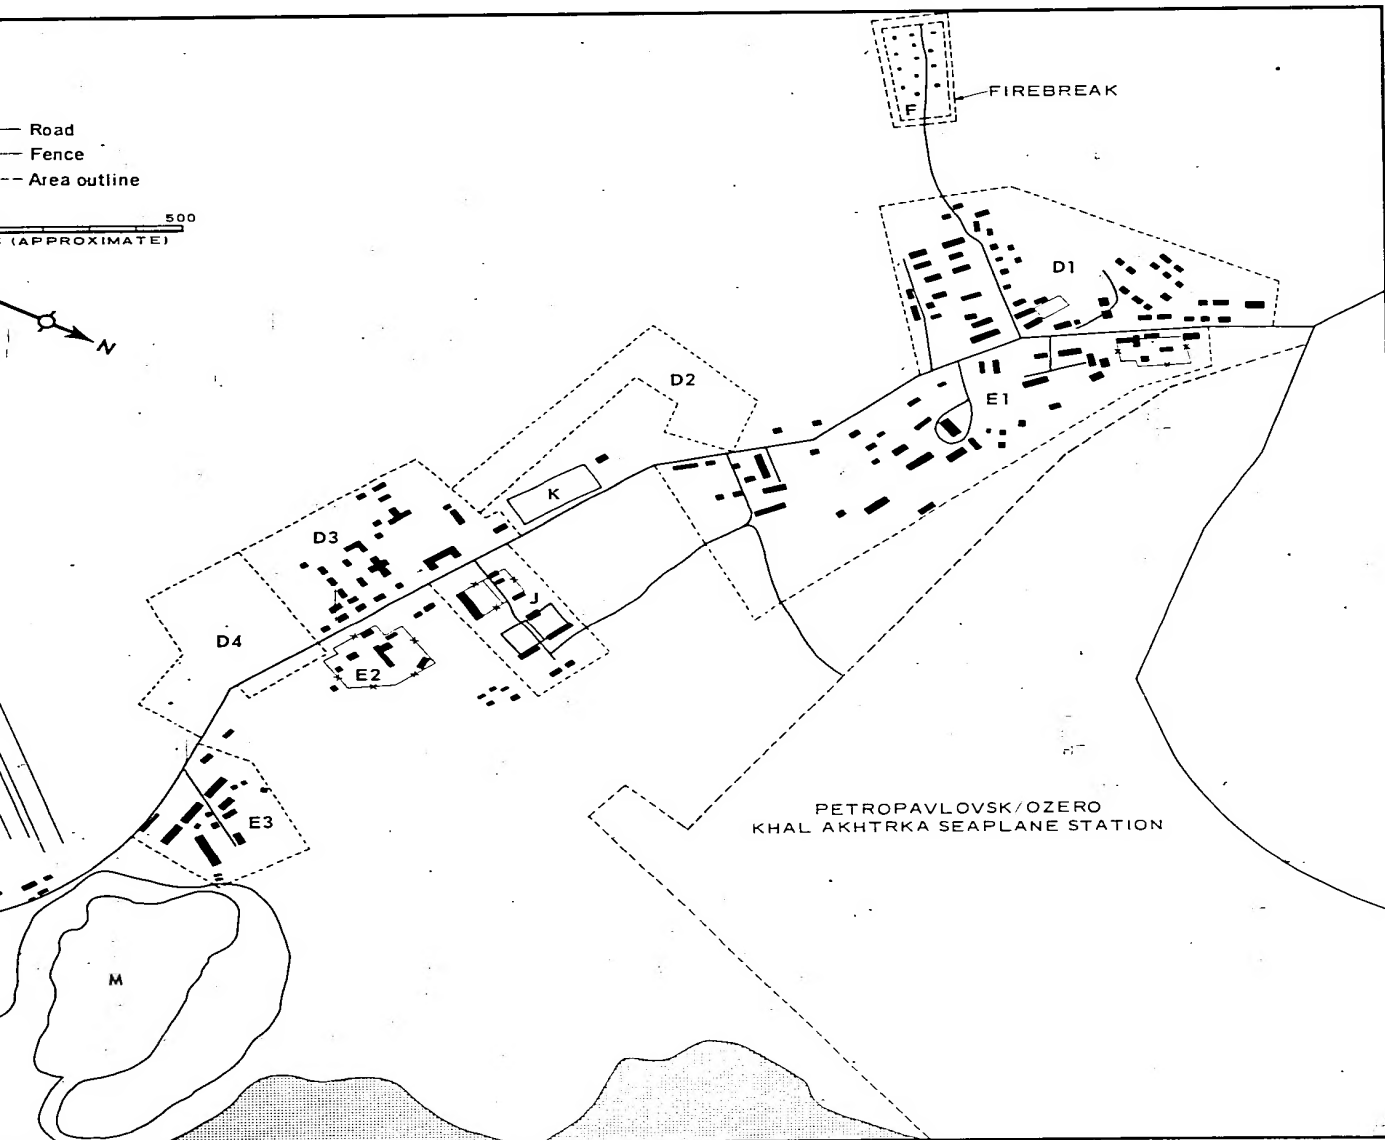 FIREBREAK
F
Road
Fence
Area outline
500
(APPROXIMATE)
N
D1
D2
E1
K
D3
J
D4
E2
E3
PETROPAVLOVSK/OZERO
KHAL AKHTRKA SEAPLANE STATION
M